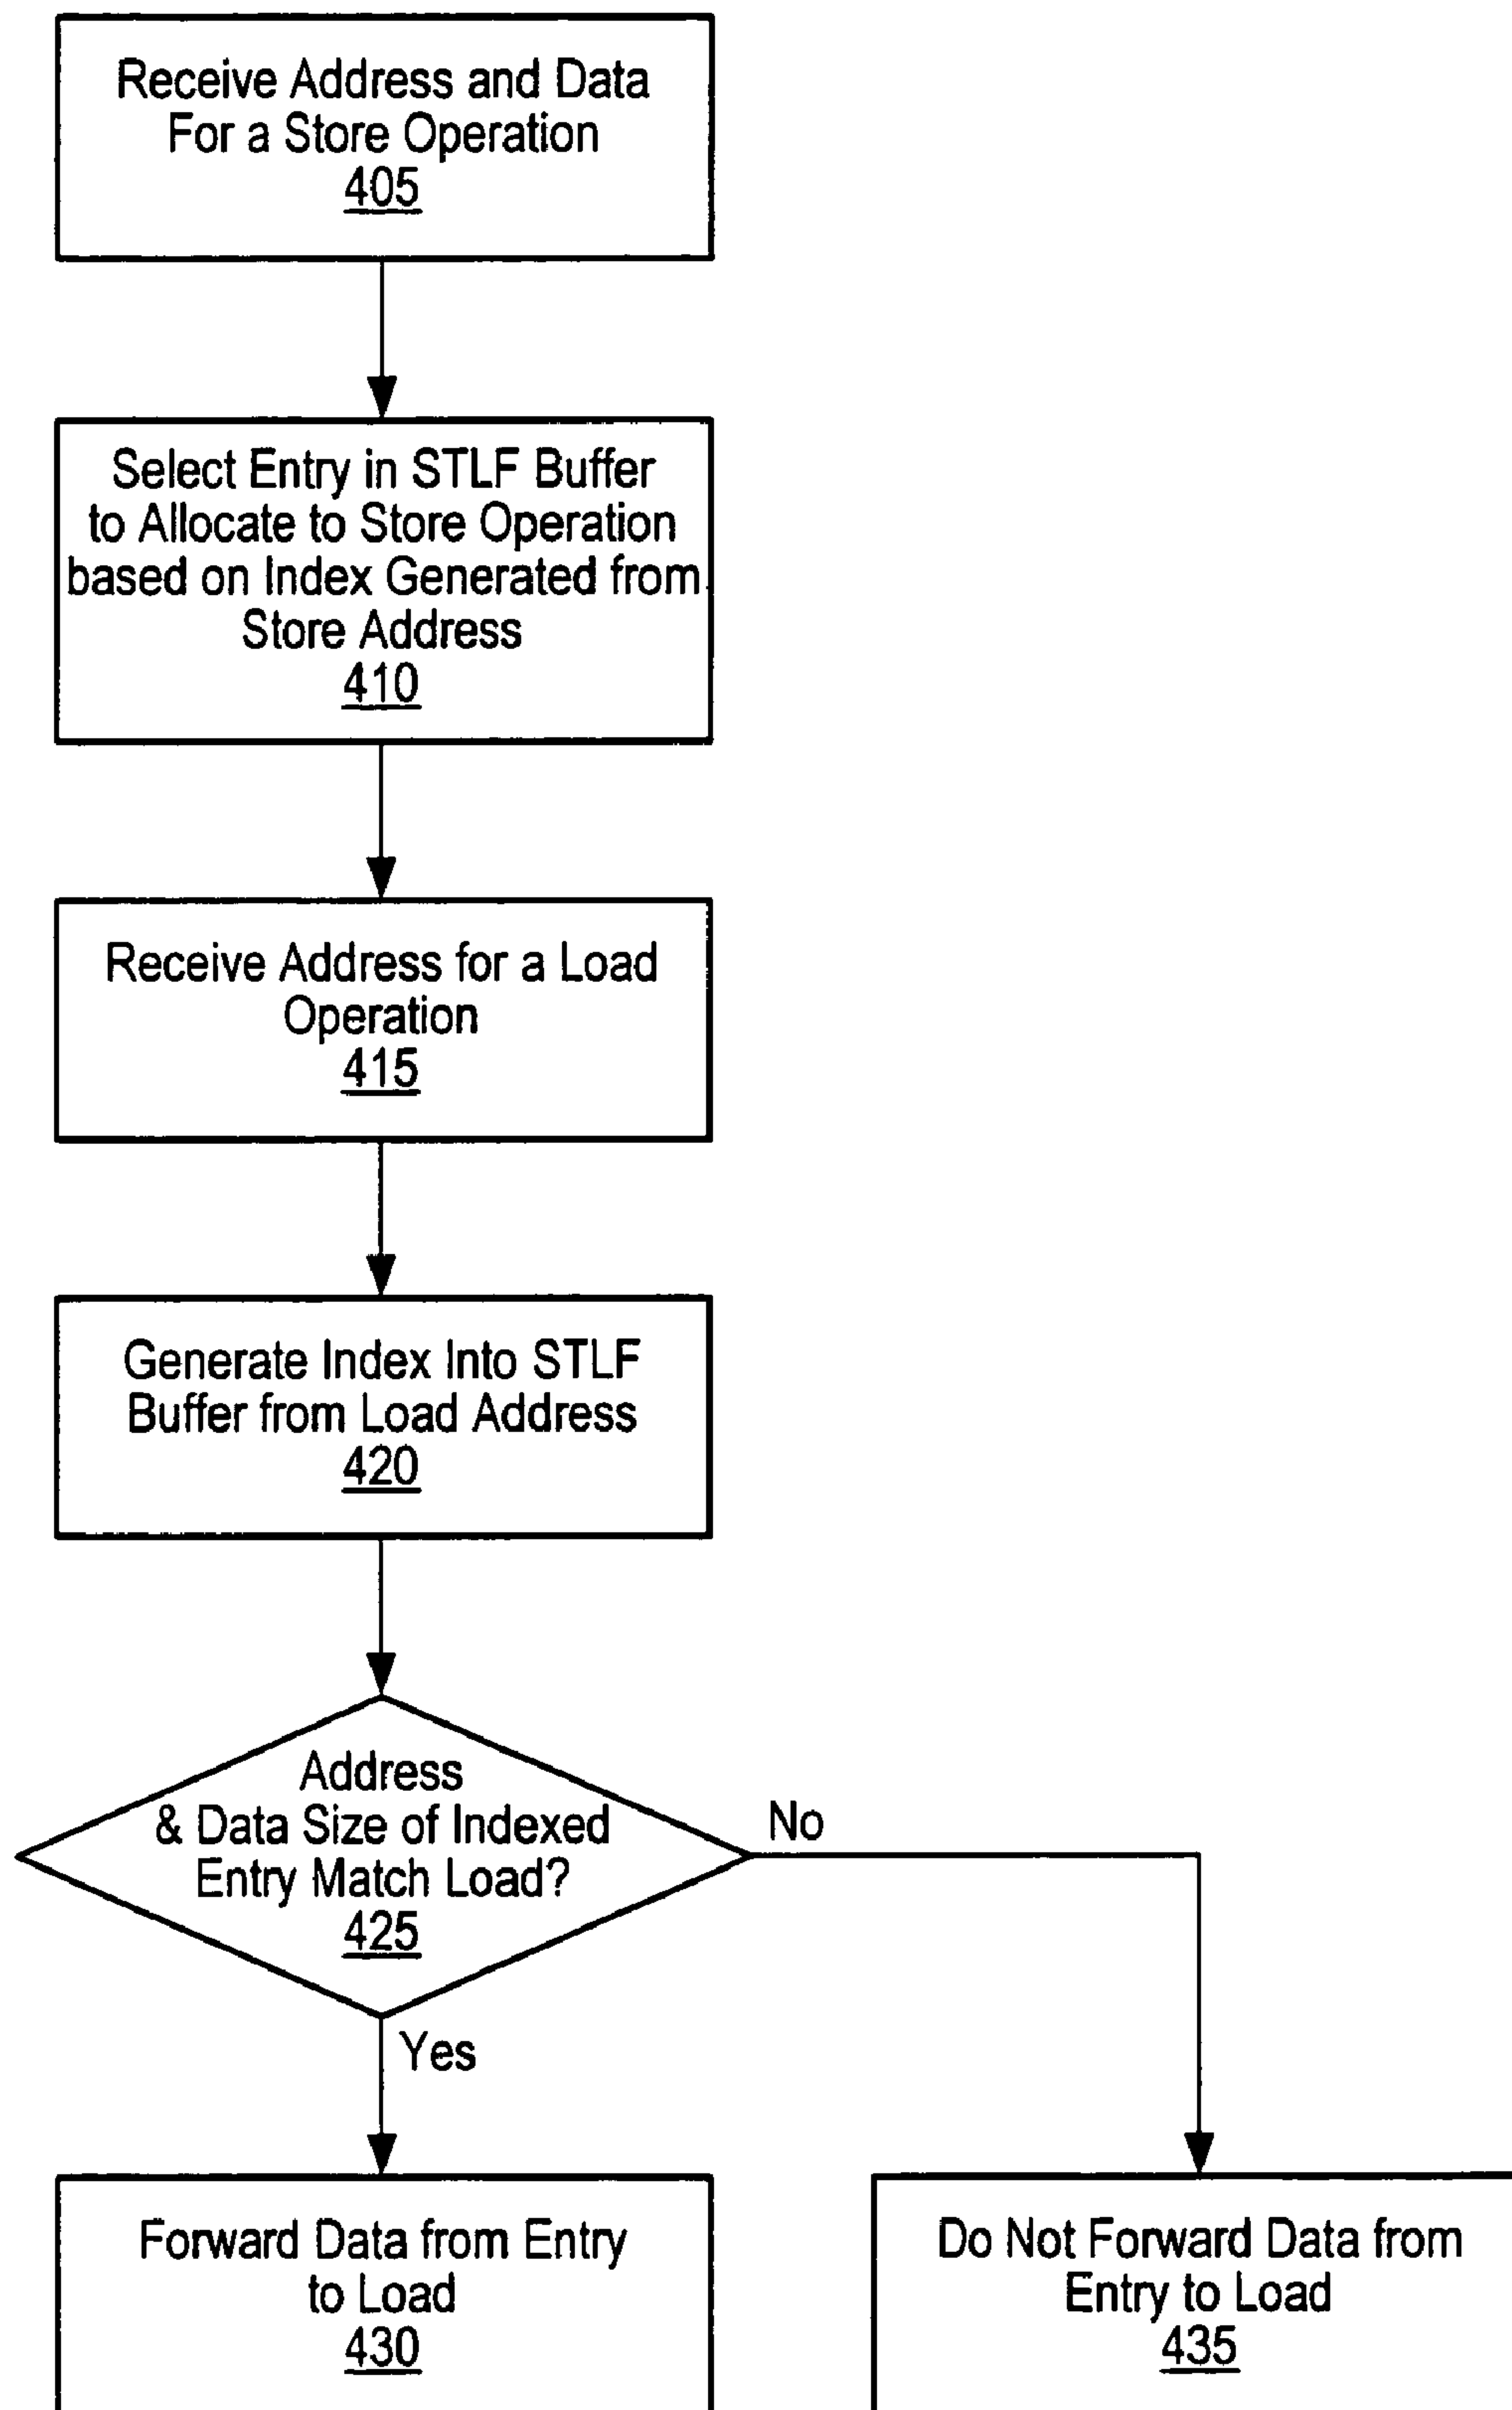 Receive Address and Data
For a Store Operation
405
Select Entry in STLF Buffer
to Allocate to Store Operation
based on Index Generated from
Store Address
410
Receive Address for a Load
Operation
415
Generate Index Into STLF
Buffer from Load Address
420
Address
& Data Size of Indexed
Entry Match Load?
425
No
Yes
Forward Data from Entry
to Load
430
Do Not Forward Data from
Entry to Load
435